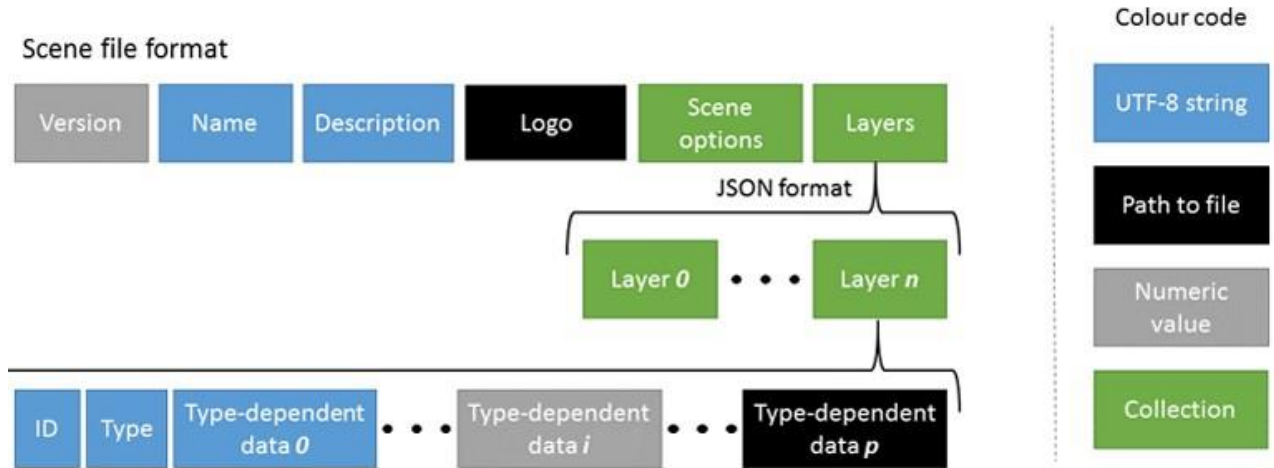 Colour code
Scene file format
Version
Name
Description
Logo
Scene
options
Layers
UTF-8 string
JSON format
Path to file
Layer 0
Layer n
Numeric
value
ID
Type
Type-dependent
data 0
Type-dependent
data i
Type-dependent
data p
Collection